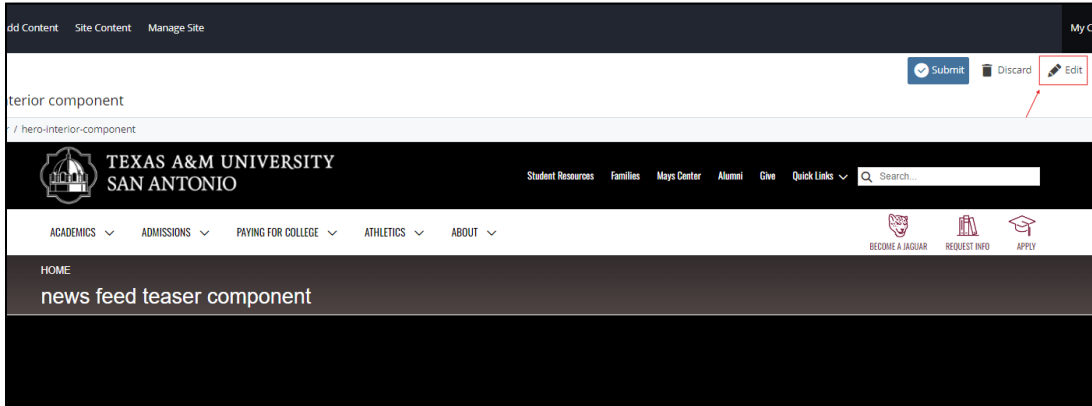 dd Content Site Content Manage Site My C
Submit Discard Edit
terior component
r / hero-interior-component
TEXAS A&M UNIVERSITY
SAN ANTONIO
Student Resources Families Mays Center Alumni Give Quick Links Search...
ACADEMICS ADMISSIONS PAYING FOR COLLEGE ATHLETICS ABOUT
BECOME A JAGUAR REQUEST INFO APPLY
HOME
news feed teaser component